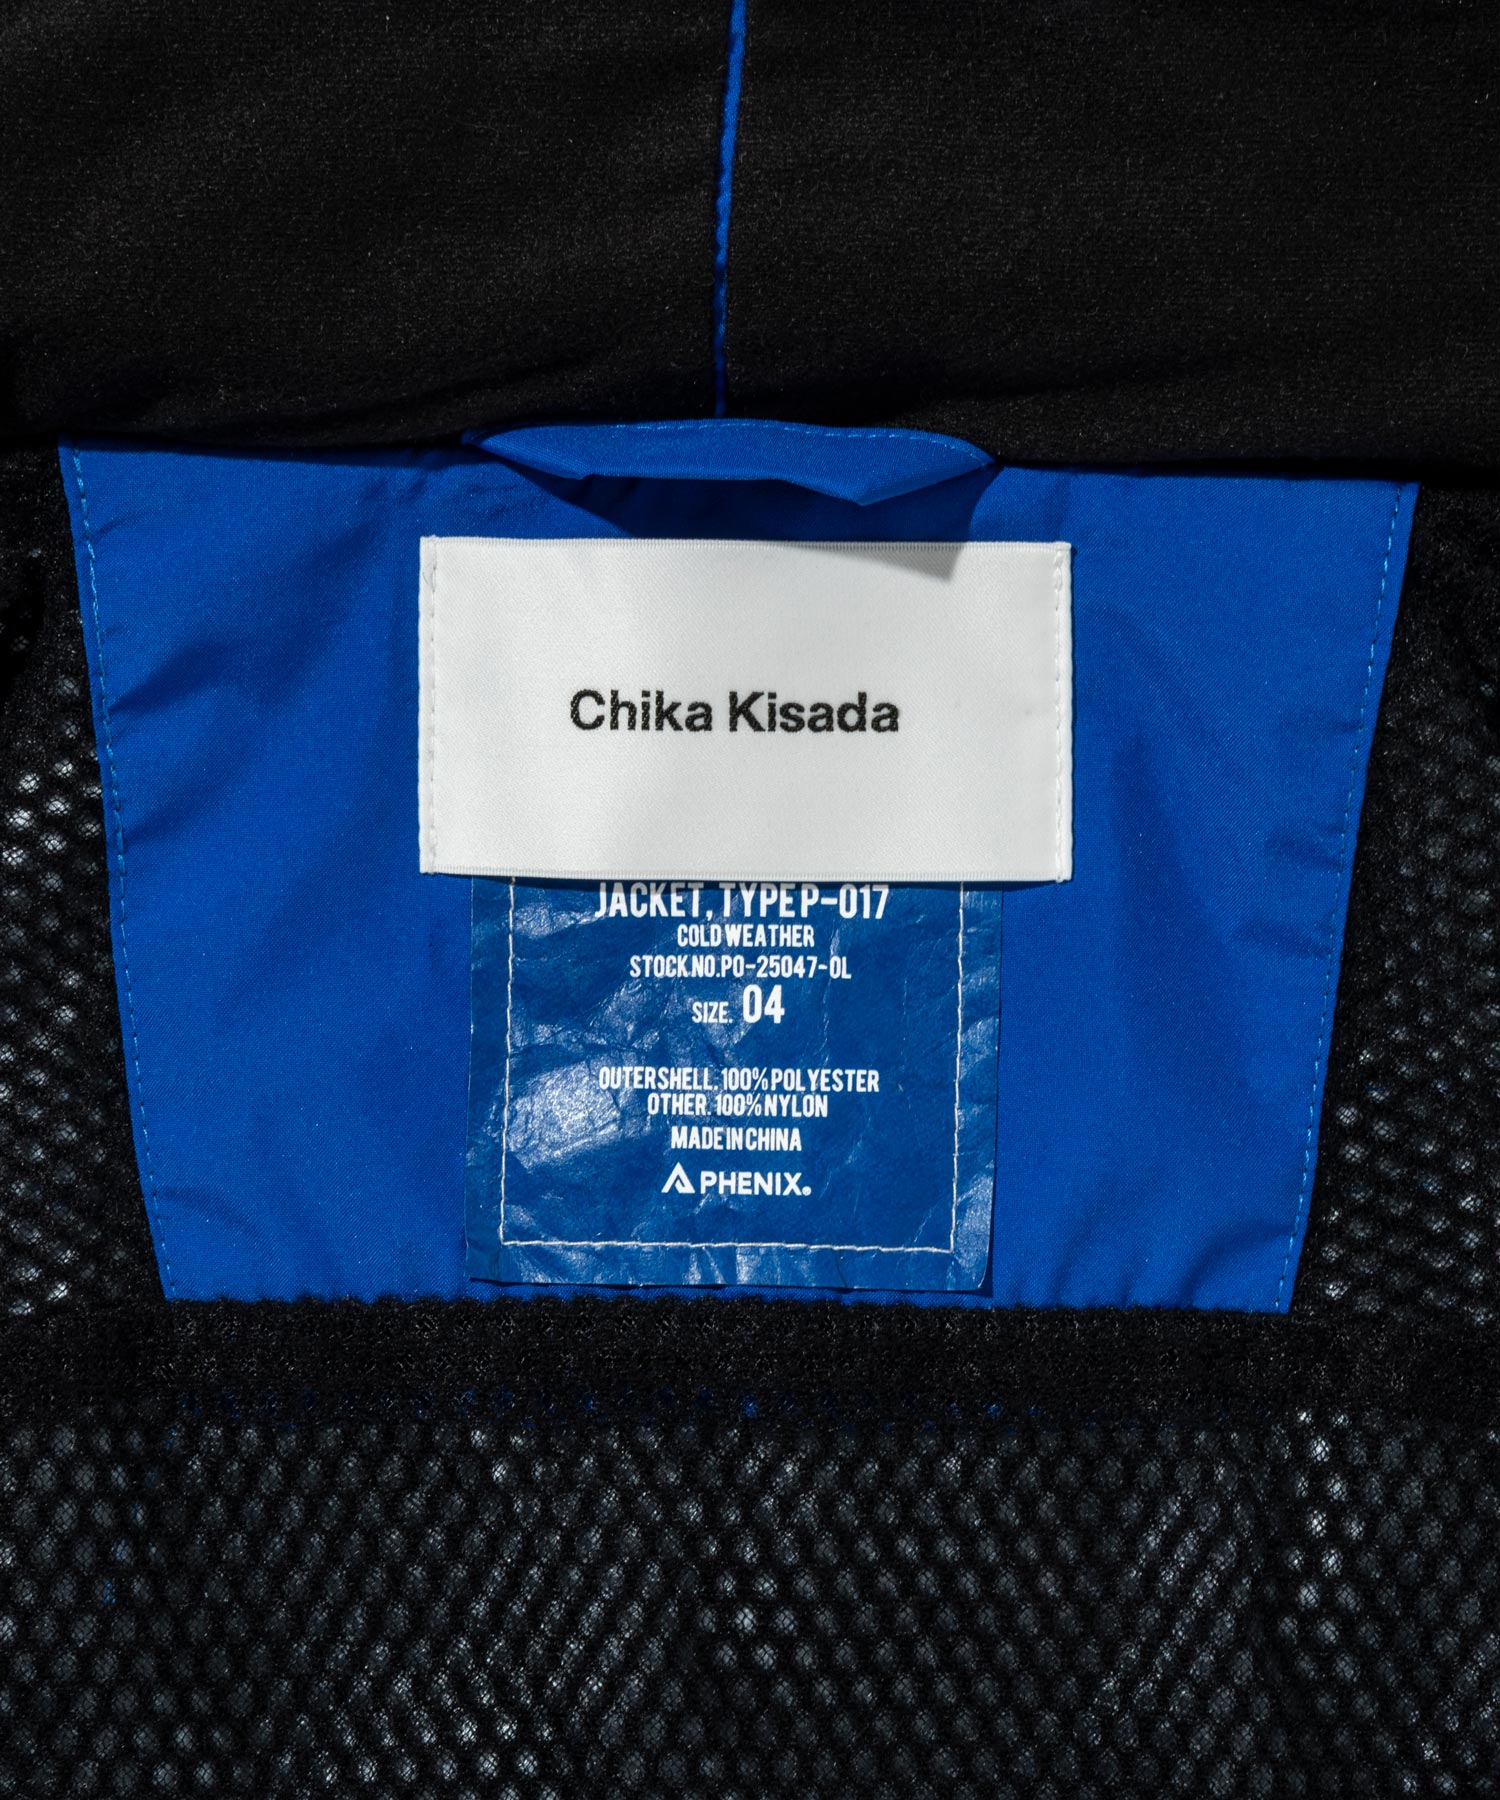 Chika Kisada
JACKET, TYPE P-017
COLD WEATHER
STOCK.NO.PO-25047-OL
SIZE. 04
OUTERSHELL. 100% POLYESTER
OTHER. 100% NYLON
MADE IN CHINA
PHENIX®